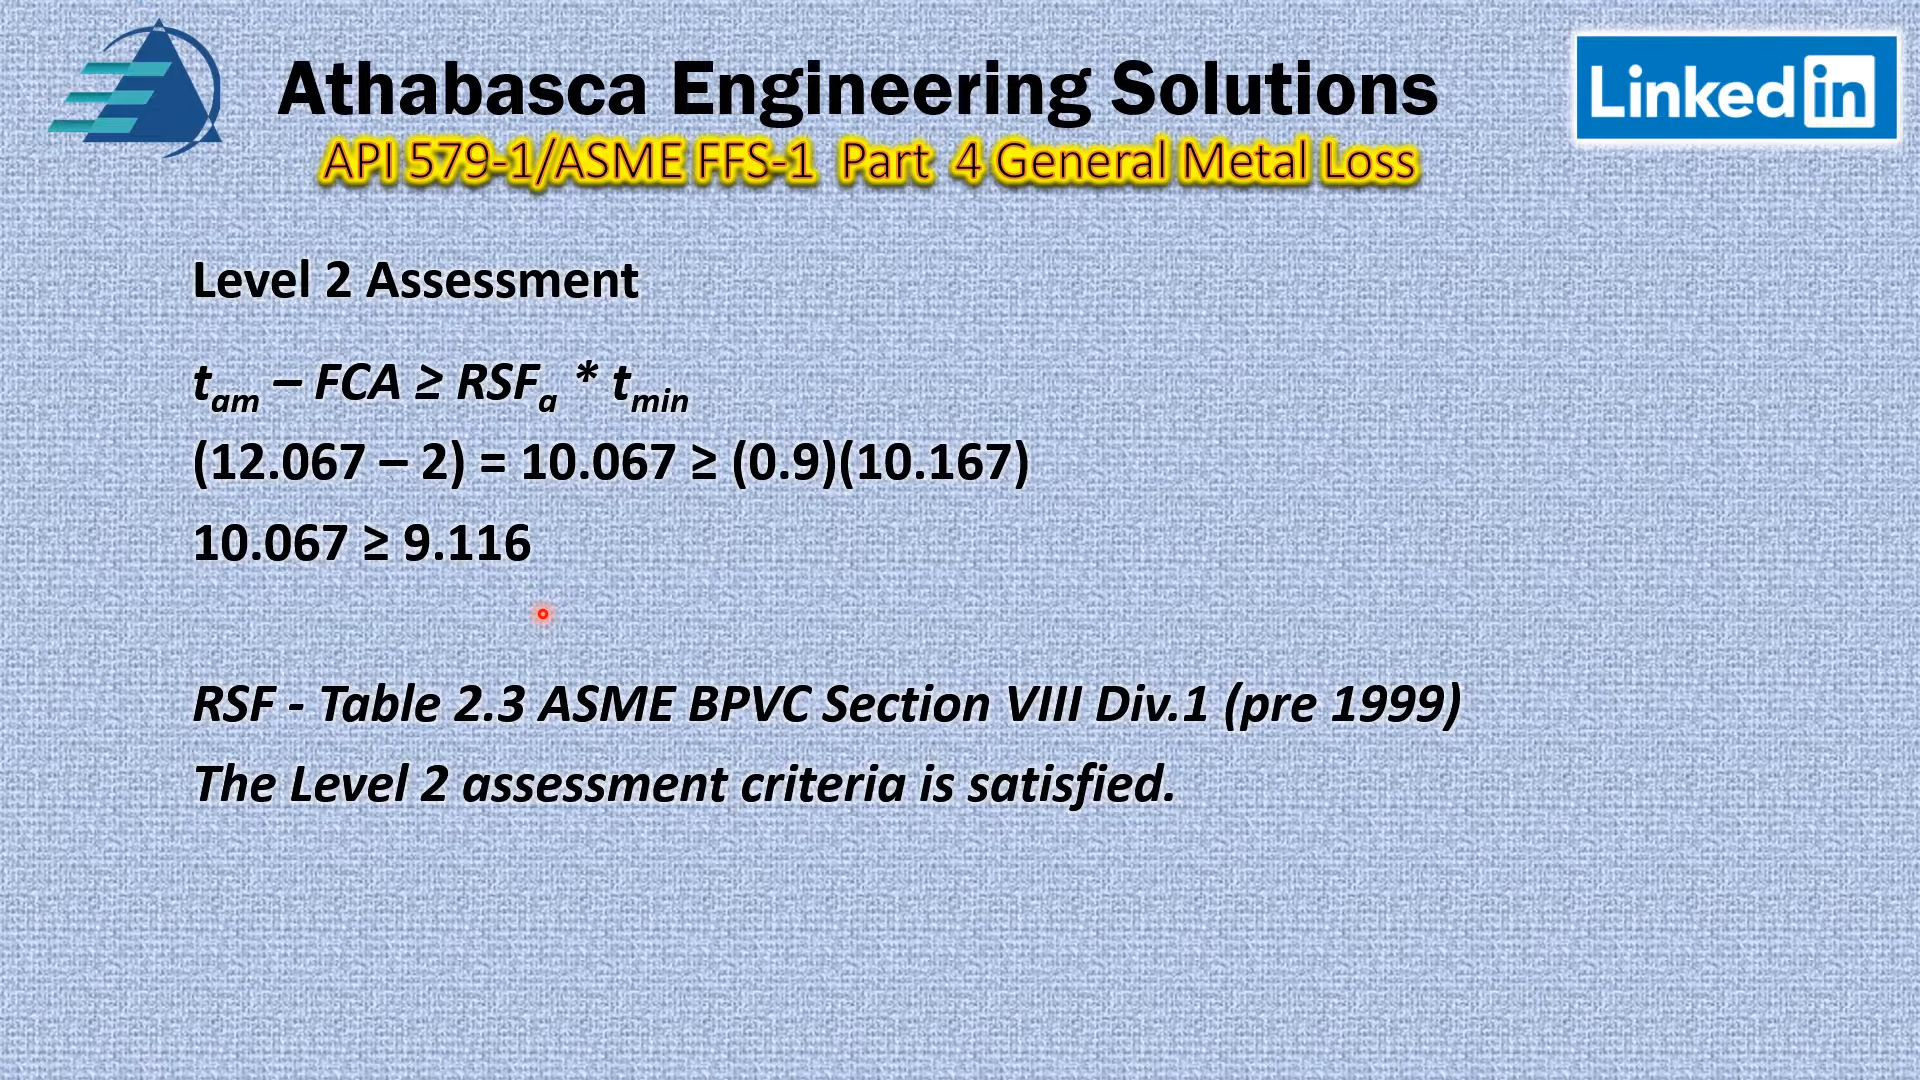 Athabasca Engineering Solutions
LinkedIn
API 579-1/ASME FFS-1 Part 4 General Metal Loss
Level 2 Assessment
tam – FCA ≥ RSFa * tmin
(12.067 – 2) = 10.067 ≥ (0.9)(10.167)
10.067 ≥ 9.116
RSF - Table 2.3 ASME BPVC Section VIII Div.1 (pre 1999)
The Level 2 assessment criteria is satisfied.